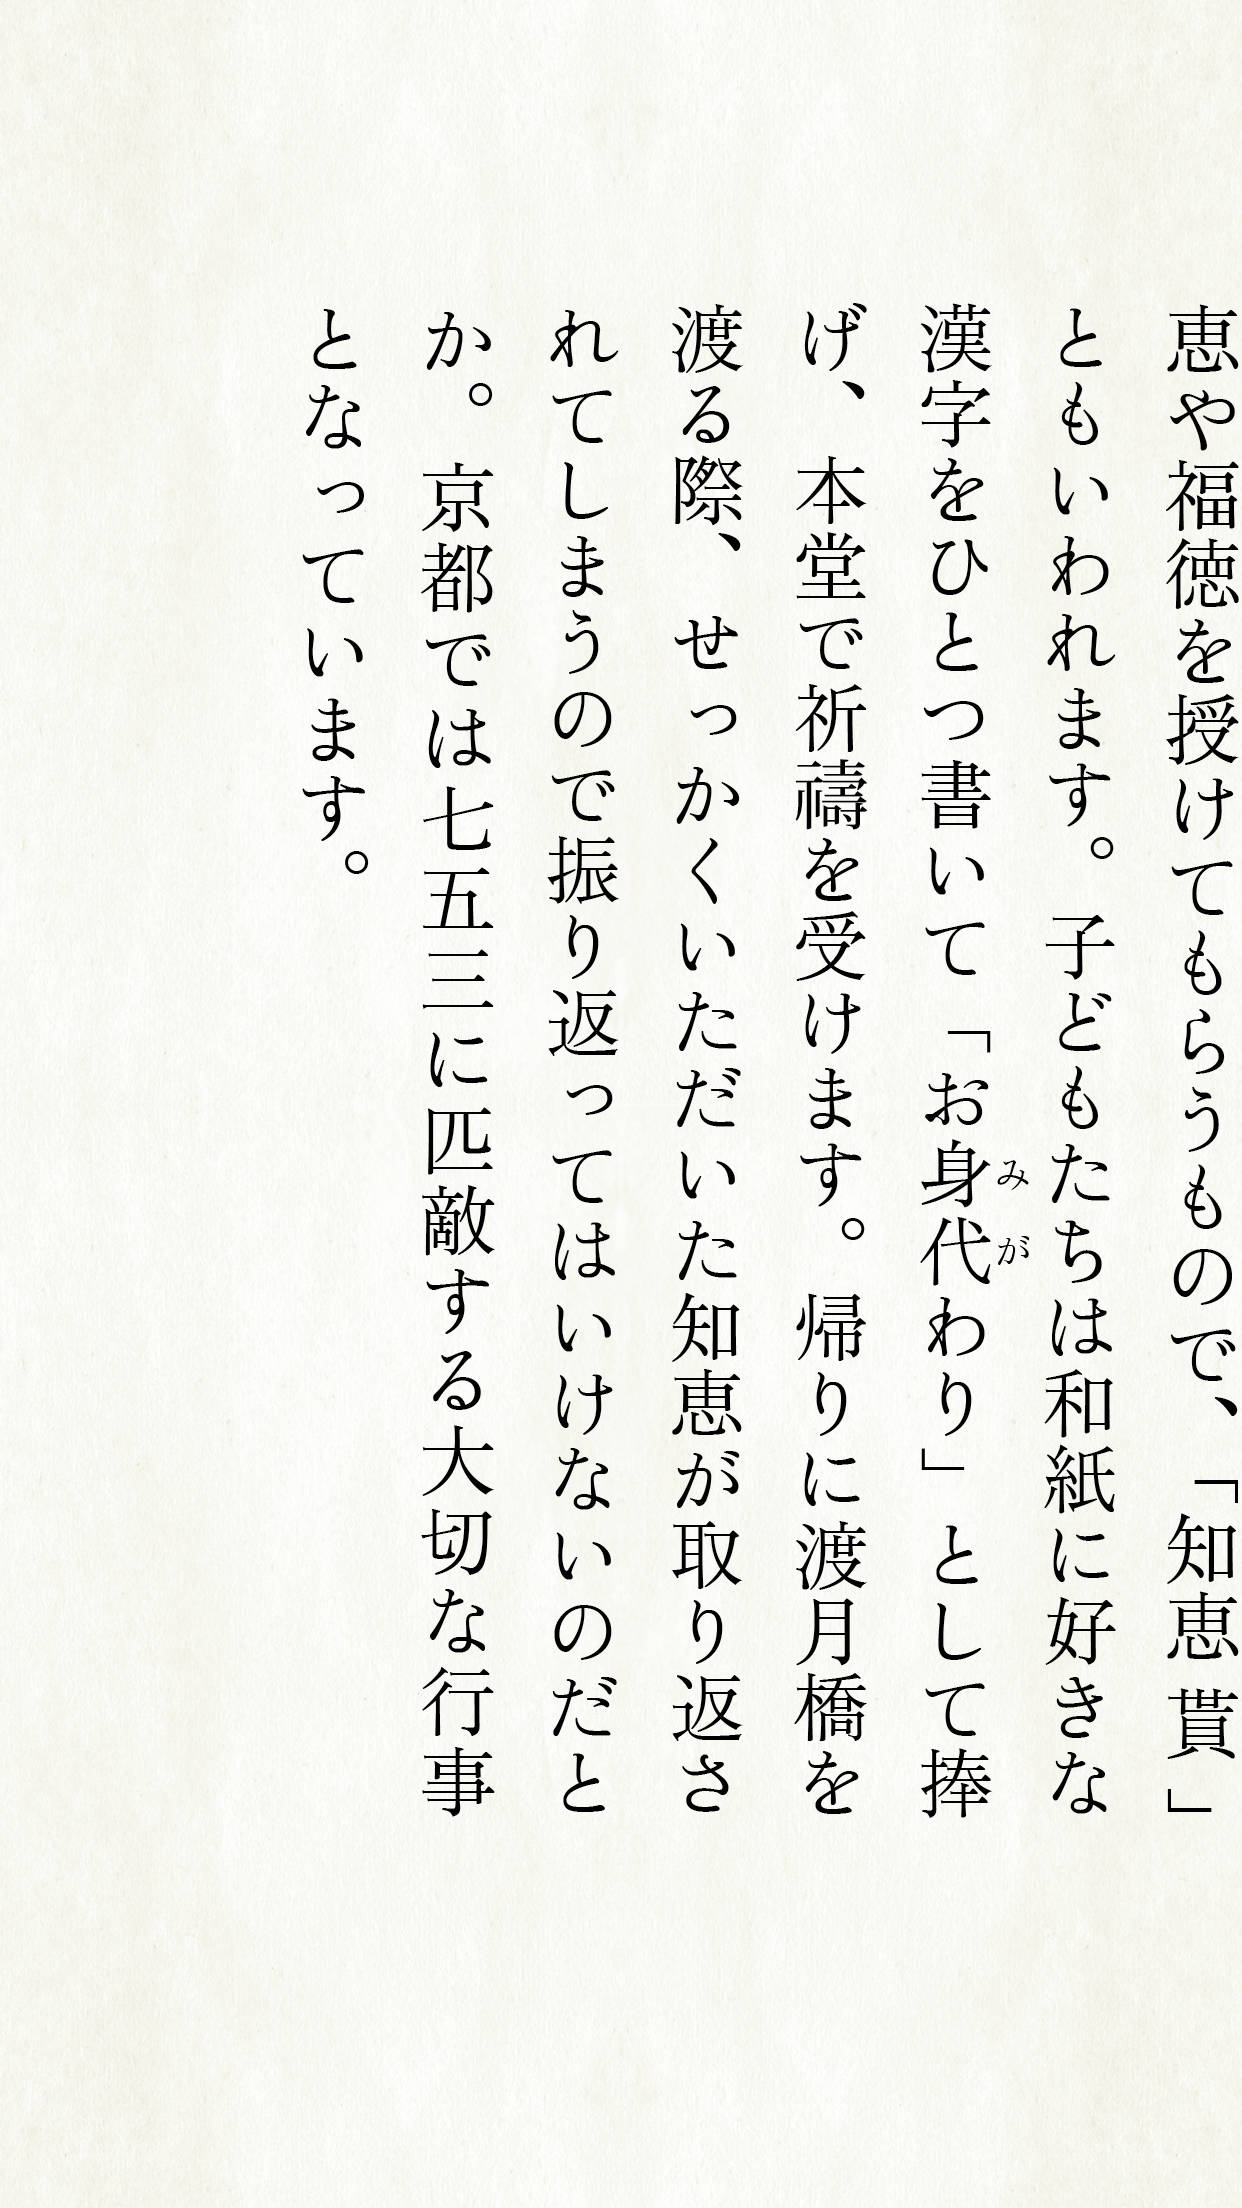 恵や福徳を授けてもらうもので、「知恵貰」
ともいわれます。子どもたちは和紙に好きな
漢字をひとつ書いて「お身代わり」として捧
みが
げ、本堂で祈禱を受けます。帰りに渡月橋を
渡る際、せっかくいただいた知恵が取り返さ
れてしまうので振り返ってはいけないのだと
か。京都では七五三に匹敵する大切な行事
となっています。